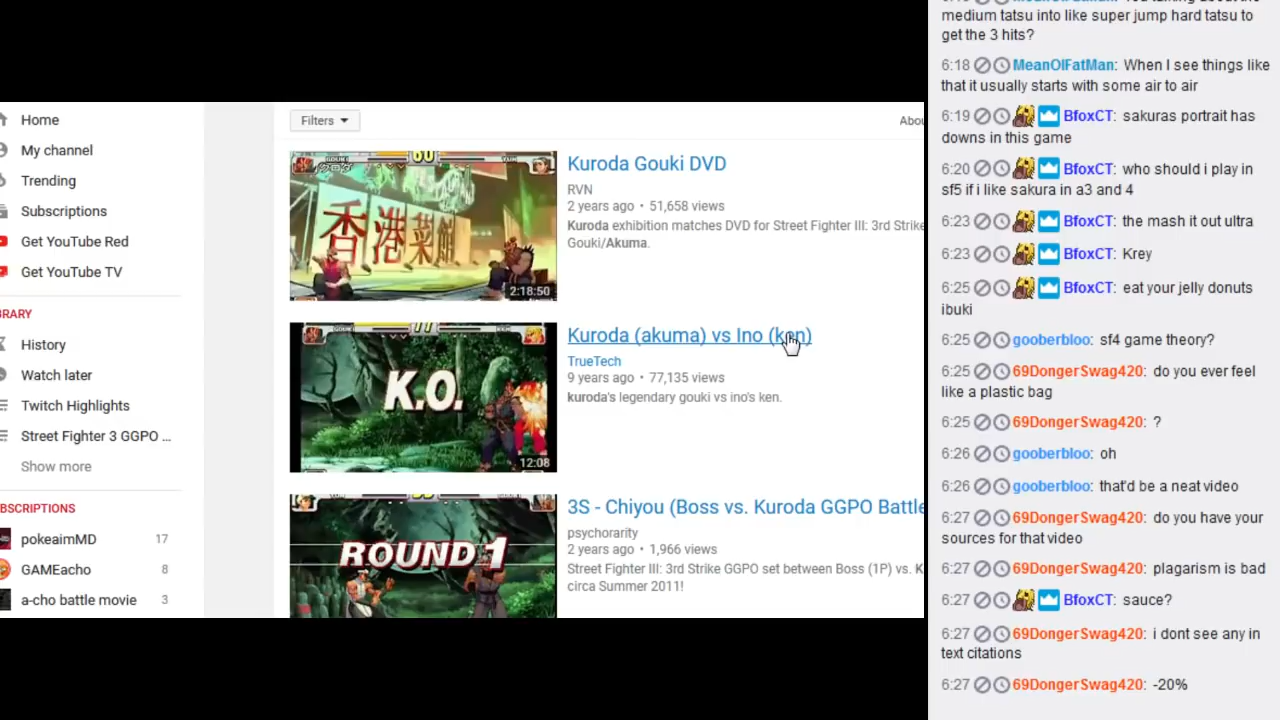 Home
My channel
Trending
Subscriptions
Get YouTube Red
Get YouTube TV
BRARY
History
Watch later
Twitch Highlights
Street Fighter 3 GGPO ...
Show more
BSCRIPTIONS
pokeaimMD 17
GAMEacho 8
a-cho battle movie 3
Filters
Abou
60
香港菜館
2:18:50
Kuroda Gouki DVD
RVN
2 years ago • 51,658 views
Kuroda exhibition matches DVD for Street Fighter III: 3rd Strike
Gouki/Akuma.
K.O.
12:08
Kuroda (akuma) vs Ino (ken)
TrueTech
9 years ago • 77,135 views
kuroda's legendary gouki vs ino's ken.
ROUND 1
3S - Chiyou (Boss vs. Kuroda GGPO Battle
psychorarity
2 years ago • 1,966 views
Street Fighter III: 3rd Strike GGPO set between Boss (1P) vs. K
circa Summer 2011!
medium tatsu into like super jump hard tatsu to
get the 3 hits?
6:18 MeanOlFatMan: When I see things like
that it usually starts with some air to air
6:19 BfoxCT: sakuras portrait has
downs in this game
6:20 BfoxCT: who should i play in
sf5 if i like sakura in a3 and 4
6:23 BfoxCT: the mash it out ultra
6:23 BfoxCT: Krey
6:25 BfoxCT: eat your jelly donuts
ibuki
6:25 gooberbloo: sf4 game theory?
6:25 69DongerSwag420: do you ever feel
like a plastic bag
6:25 69DongerSwag420: ?
6:26 gooberbloo: oh
6:26 gooberbloo: that'd be a neat video
6:27 69DongerSwag420: do you have your
sources for that video
6:27 69DongerSwag420: plagarism is bad
6:27 BfoxCT: sauce?
6:27 69DongerSwag420: i dont see any in
text citations
6:27 69DongerSwag420: -20%